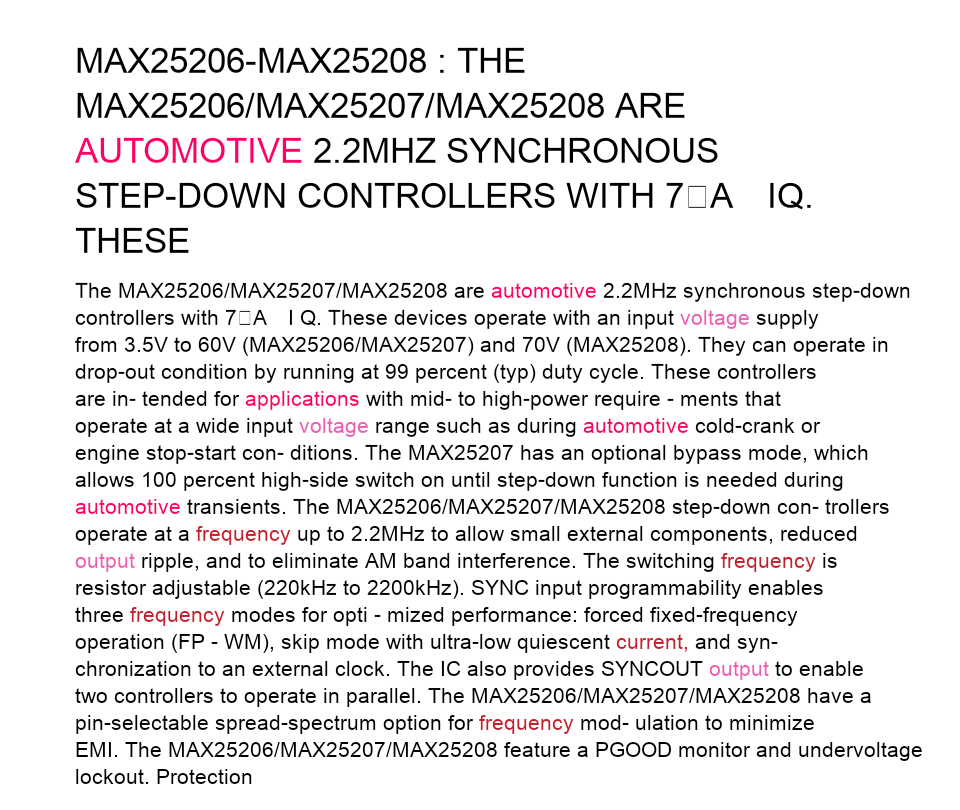 MAX25206-MAX25208 : THE
MAX25206/MAX25207/MAX25208 ARE
AUTOMOTIVE 2.2MHZ SYNCHRONOUS
STEP-DOWN CONTROLLERS WITH 7□A IQ.
THESE
The MAX25206/MAX25207/MAX25208 are automotive 2.2MHz synchronous step-down
controllers with 7□A I Q. These devices operate with an input voltage supply
from 3.5V to 60V (MAX25206/MAX25207) and 70V (MAX25208). They can operate in
drop-out condition by running at 99 percent (typ) duty cycle. These controllers
are in- tended for applications with mid- to high-power require - ments that
operate at a wide input voltage range such as during automotive cold-crank or
engine stop-start con- ditions. The MAX25207 has an optional bypass mode, which
allows 100 percent high-side switch on until step-down function is needed during
automotive transients. The MAX25206/MAX25207/MAX25208 step-down con- trollers
operate at a frequency up to 2.2MHz to allow small external components, reduced
output ripple, and to eliminate AM band interference. The switching frequency is
resistor adjustable (220kHz to 2200kHz). SYNC input programmability enables
three frequency modes for opti - mized performance: forced fixed-frequency
operation (FP - WM), skip mode with ultra-low quiescent current, and syn-
chronization to an external clock. The IC also provides SYNCOUT output to enable
two controllers to operate in parallel. The MAX25206/MAX25207/MAX25208 have a
pin-selectable spread-spectrum option for frequency mod- ulation to minimize
EMI. The MAX25206/MAX25207/MAX25208 feature a PGOOD monitor and undervoltage
lockout. Protection